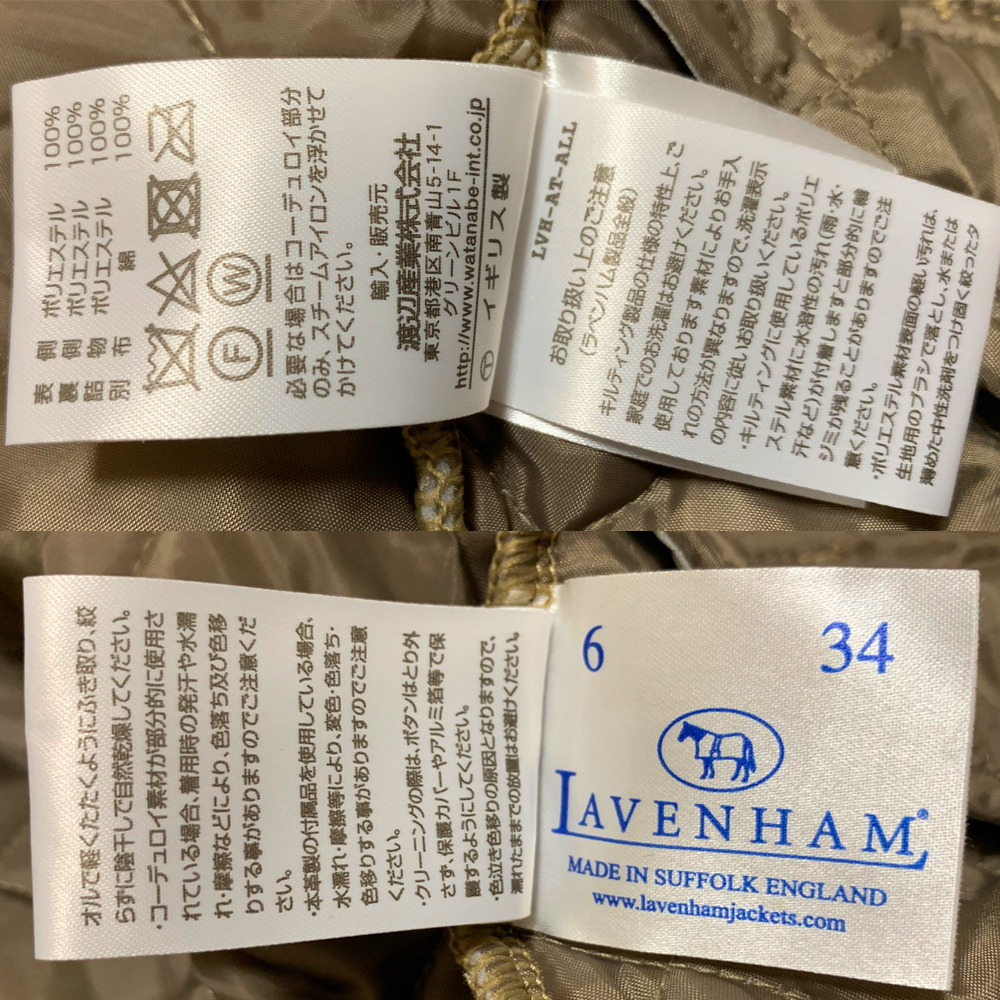 表側 ポリエステル 100%
裏側 ポリエステル 100%
詰物 ポリエステル 100%
別布 綿 100%
F W
必要な場合はコーデュロイ部分
のみ、スチームアイロンを浮かせて
かけてください。
輸入・販売元
渡辺産業株式会社
東京都港区南青山5-14-1
グリーンビル1F
http://www.watanabe-int.co.jp
イギリス製
LVH-AT-ALL
お取り扱い上のご注意
(ラベンハム製品全般)
キルティング製品の仕様の特性上、ご
家庭でのお洗濯はお避けください。
使用しております素材によりお手入
れの方法が異なりますので、洗濯表示
の内容に従いお取り扱いください。
・キルティングに使用しているポリエ
ステル素材に水溶性の汚れ(雨・水・
汗など)が付着しますと部分的に輪
ジミが残ることがありますのでご注
意ください。
・ポリエステル素材表面の軽い汚れは、
生地用のブラシで落とし、水または
薄めた中性洗剤をつけ固く絞ったタ
オルで軽くたたくようにふき取り、絞
らずに陰干しで自然乾燥してください。
・コーデュロイ素材が部分的に使用さ
れている場合、着用時の発汗や水濡
れ・摩擦などにより、色落ち及び色移
りする事がありますのでご注意くだ
さい。
・本革製の付属品を使用している場合、
水濡れ・摩擦等により、変色・色落ち・
色移りする事がありますのでご注意
ください。
・クリーニングの際は、ボタンはとり外
さず、保護カバーやアルミ箔等で保
護するようにしてください。
・色泣き色移りの原因となりますので、
濡れたままでの放置はお避けください。
6 34
LAVENHAM®
MADE IN SUFFOLK ENGLAND
www.lavenhamjackets.com